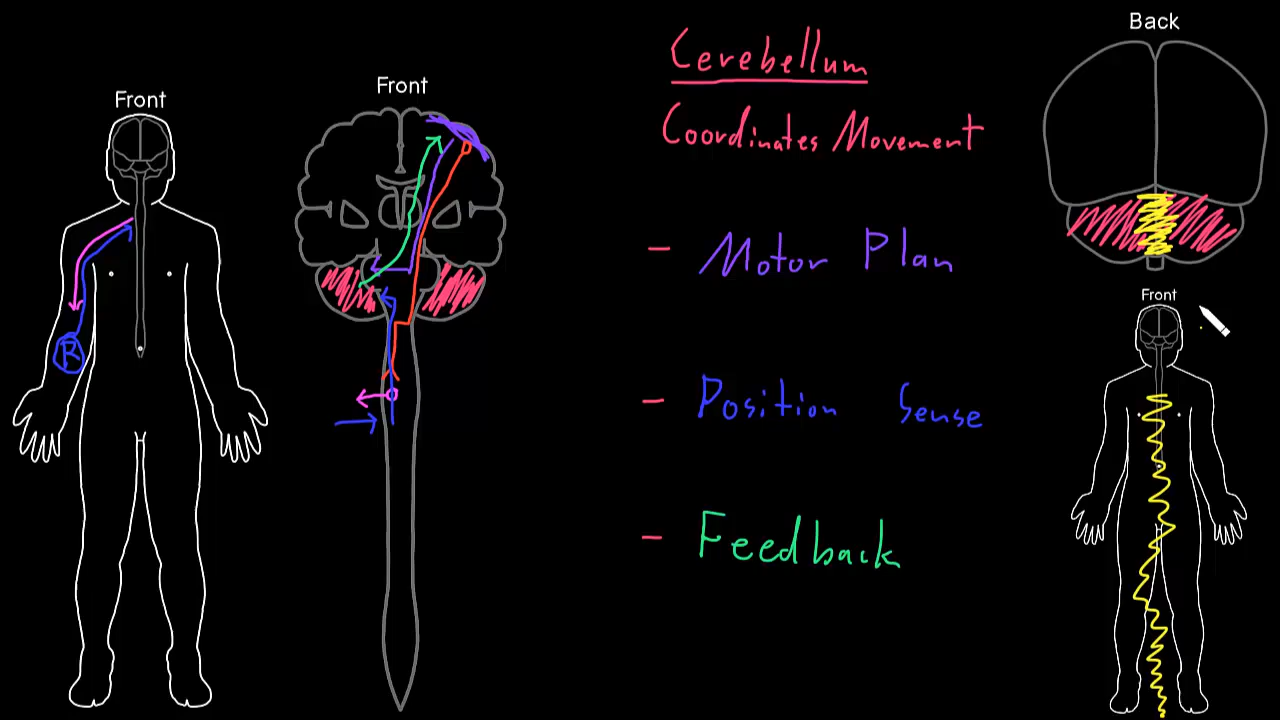 Front
R
Front
Cerebellum
Coordinates Movement
- Motor Plan
- Position Sense
- Feedback
Back
Front